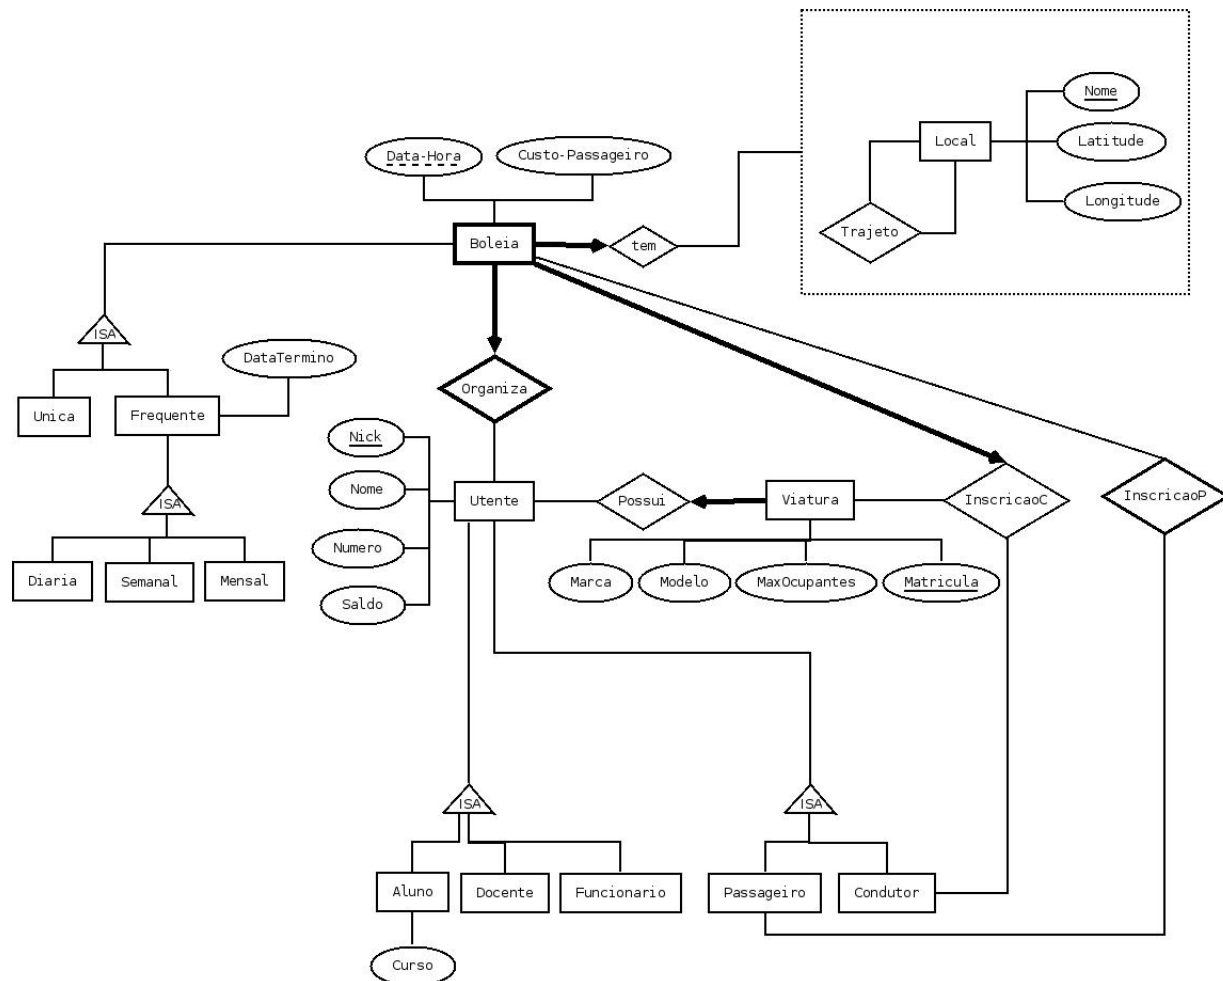 Nome
Local
Latitude
Data-Hora
Custo-Passageiro
Longitude
Trajeto
Boleia
tem
ISA
DataTermino
Organiza
Unica
Frequente
Nick
Nome
Utente
Possui
Viatura
InscricaoC
InscricaoP
ISA
Numero
Diaria
Semanal
Mensal
Marca
Modelo
MaxOcupantes
Matricula
Saldo
ISA
ISA
Aluno
Docente
Funcionario
Passageiro
Condutor
Curso